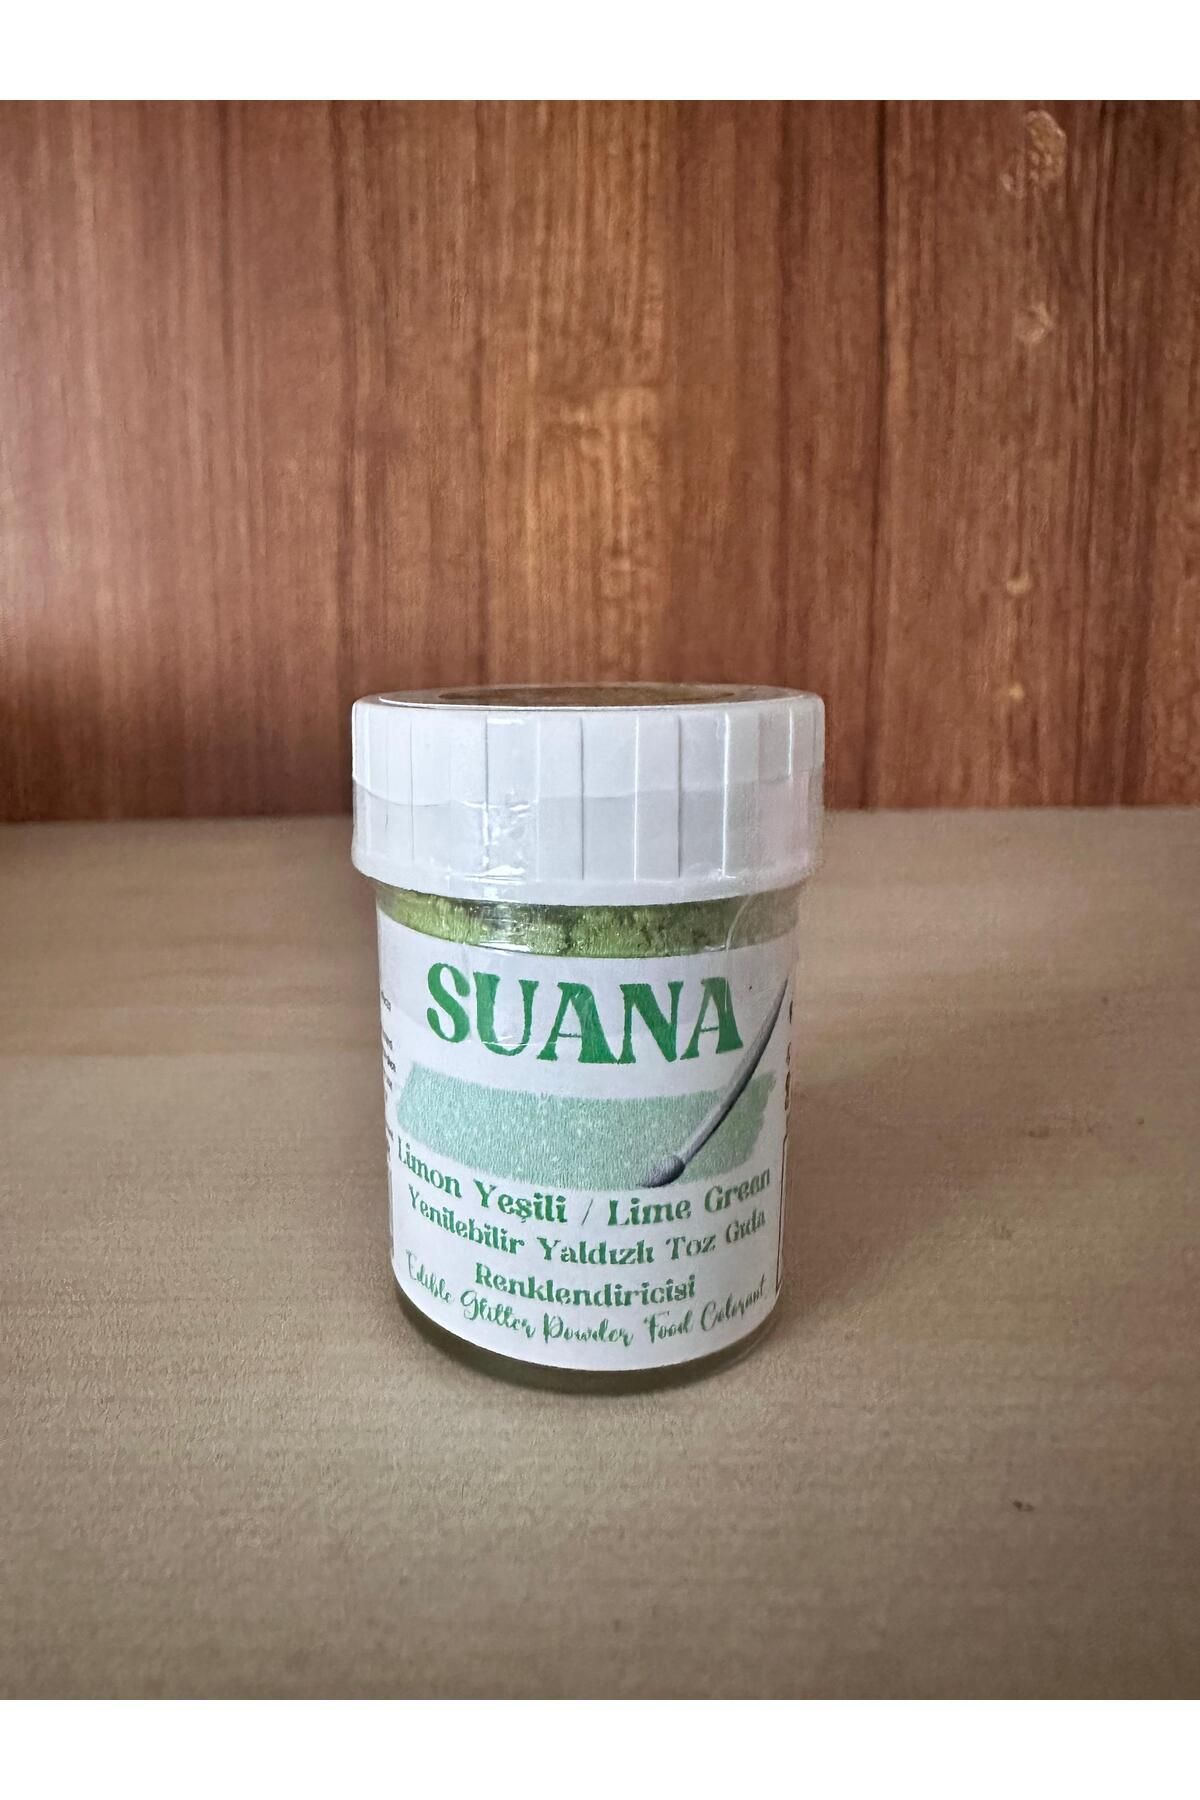 SUANA
Limon Yeşili / Lime Green
Yenilebilir Yaldızlı Toz Gıda
Renklendiricisi
Edible Glitter Powder Food Colorant